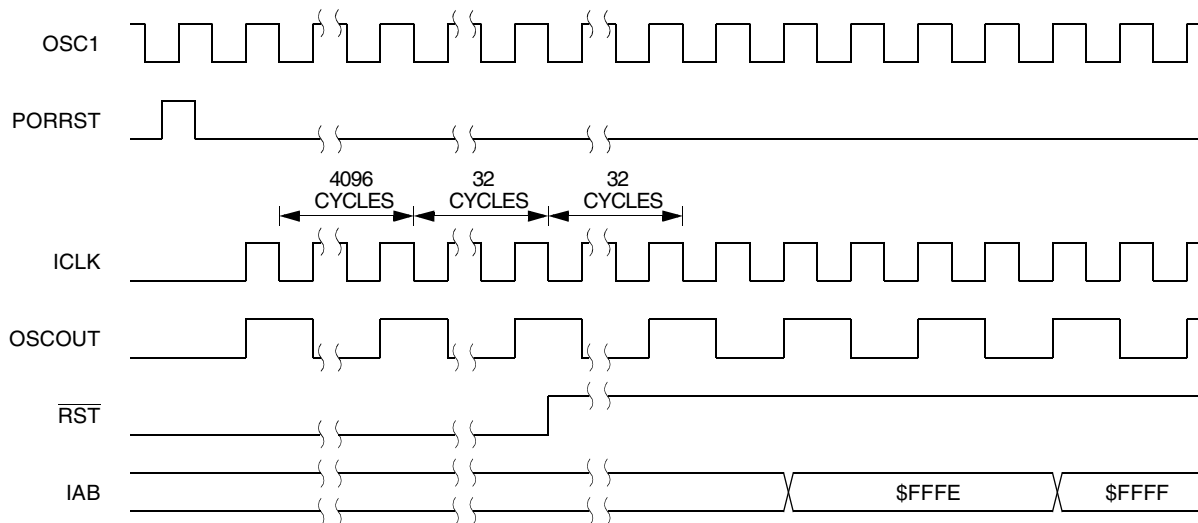 OSC1
PORRST
4096
CYCLES
32
CYCLES
32
CYCLES
ICLK
OSCOUT
RST
IAB
$FFFE
$FFFF